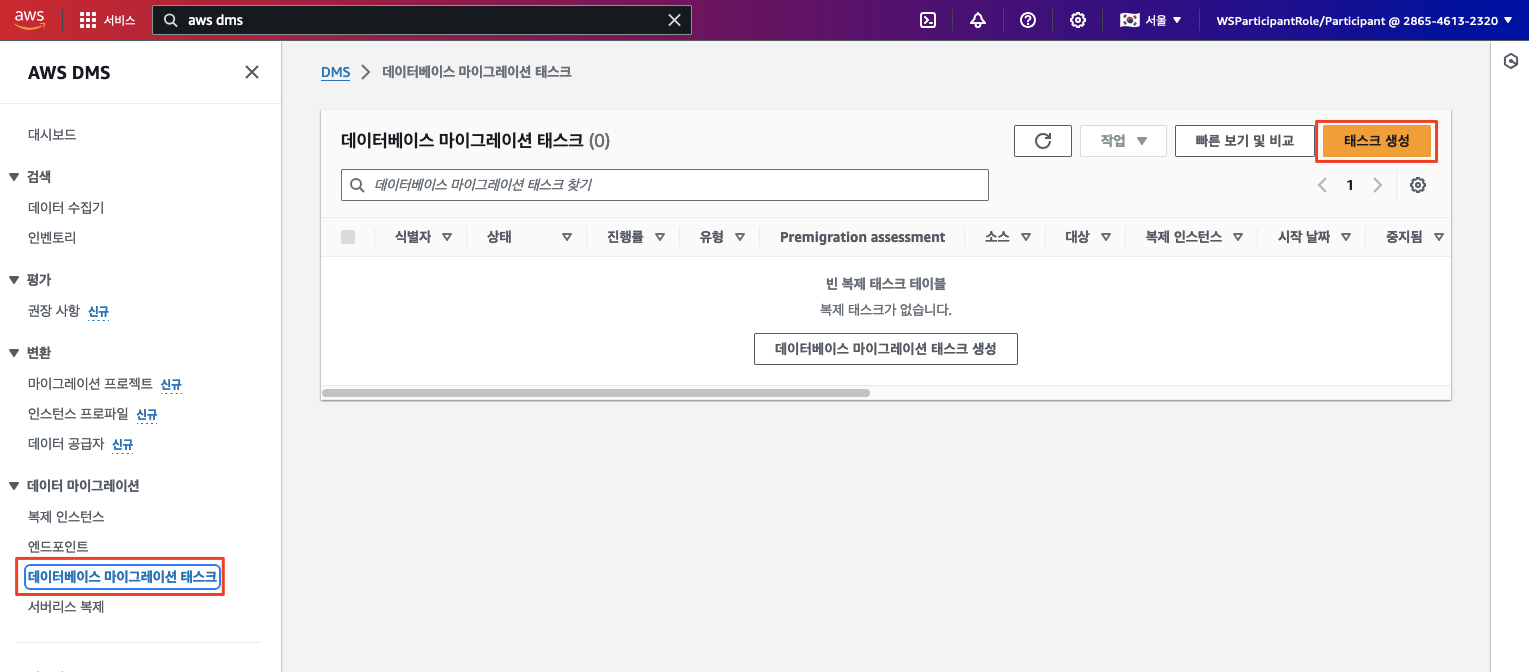 aws
서비스
aws dms
서울
WSParticipantRole/Participant @ 2865-4613-2320
AWS DMS
대시보드
검색
데이터 수집기
인벤토리
평가
권장 사항 신규
변환
마이그레이션 프로젝트 신규
인스턴스 프로파일 신규
데이터 공급자 신규
데이터 마이그레이션
복제 인스턴스
엔드포인트
데이터베이스 마이그레이션 태스크
서버리스 복제
DMS
데이터베이스 마이그레이션 태스크
데이터베이스 마이그레이션 태스크 (0)
작업
빠른 보기 및 비교
태스크 생성
데이터베이스 마이그레이션 태스크 찾기
1
식별자 상태 진행률 유형 Premigration assessment 소스 대상 복제 인스턴스 시작 날짜 중지됨
빈 복제 태스크 테이블
복제 태스크가 없습니다.
데이터베이스 마이그레이션 태스크 생성